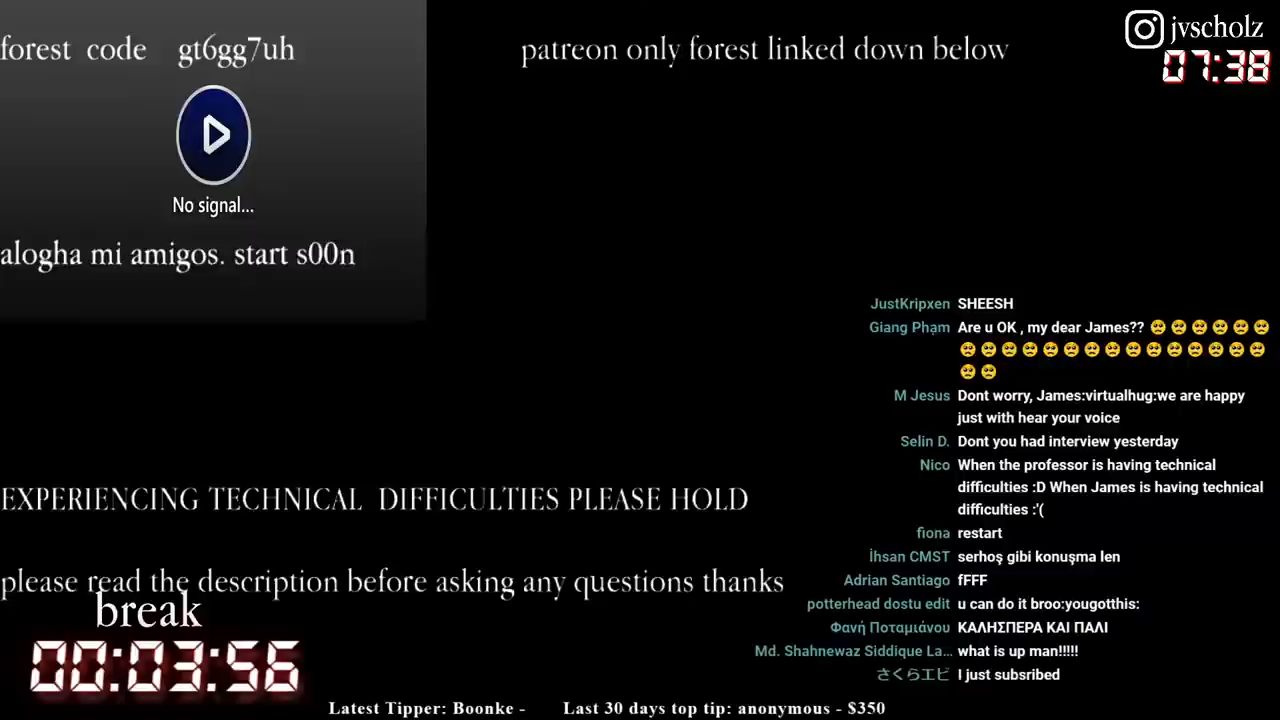 forest code gt6gg7uh
patreon only forest linked down below
jvscholz
07:38
No signal...
alogha mi amigos. start s00n
JustKripxen SHEESH
Giang Phạm Are u OK , my dear James?? 🥺🥺🥺🥺🥺🥺
🥺🥺🥺🥺🥺🥺🥺🥺🥺🥺🥺🥺🥺🥺🥺
🥺🥺
M Jesus Dont worry, James:virtualhug:we are happy
just with hear your voice
Selin D. Dont you had interview yesterday
Nico When the professor is having technical
difficulties :D When James is having technical
difficulties :'(
fiona restart
İhsan CMST serhoş gibi konuşma len
Adrian Santiago fFFF
potterhead dostu edit u can do it broo:yougotthis:
Φανή Ποταμιάνου ΚΑΛΗΣΠΕΡΑ ΚΑΙ ΠΑΛΙ
Md. Shahnewaz Siddique La... what is up man!!!!!
さくらエビ I just subsribed
EXPERIENCING TECHNICAL DIFFICULTIES PLEASE HOLD
please read the description before asking any questions thanks
break
00:03:56
Latest Tipper: Boonke - Last 30 days top tip: anonymous - $350